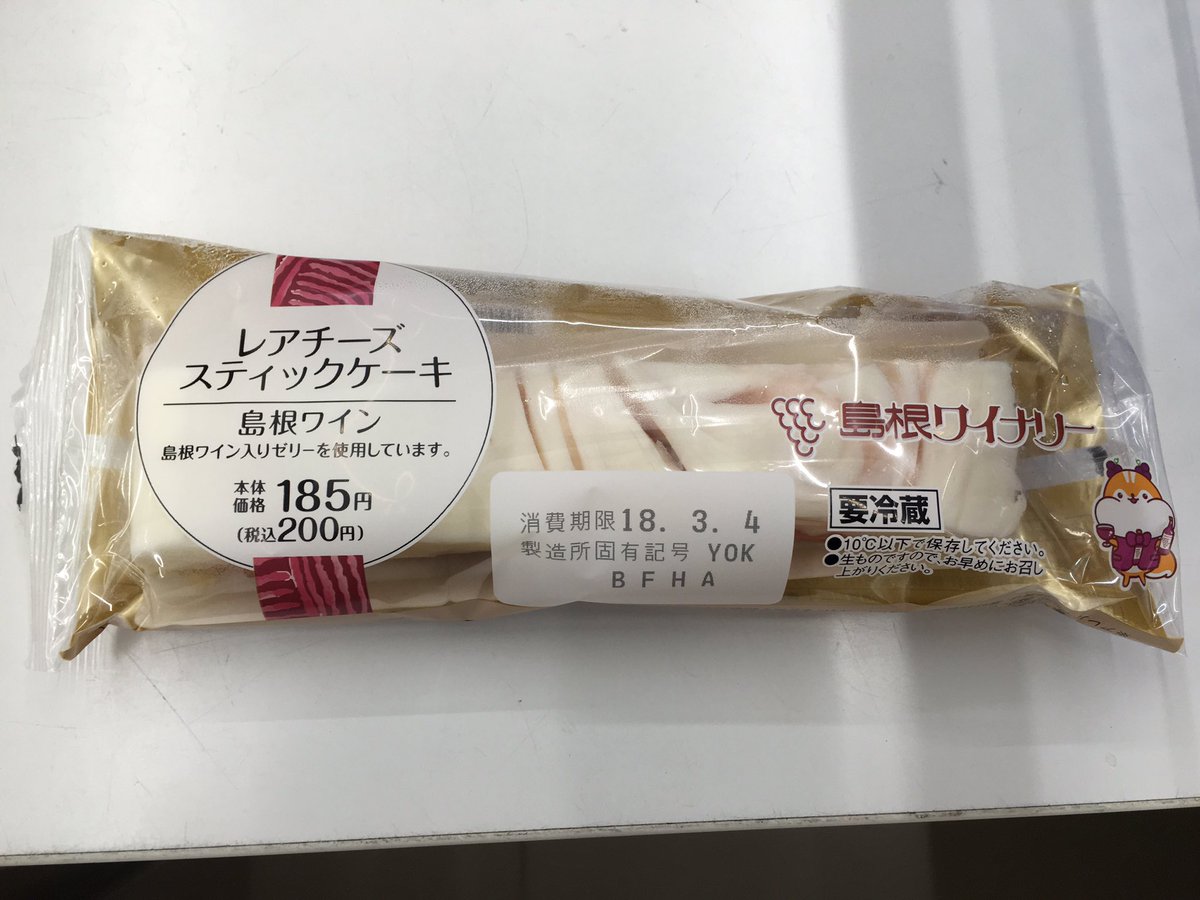 レアチーズ
スティックケーキ
島根ワイン
島根ワイン入りゼリーを使用しています。
本体
価格 185円
(税込200円)
消費期限18. 3. 4
製造所固有記号 YOK
BFHA
島根ワイナリー
要冷蔵
●10℃以下で保存してください。
●生ものですので、お早めにお召し
上がりください。